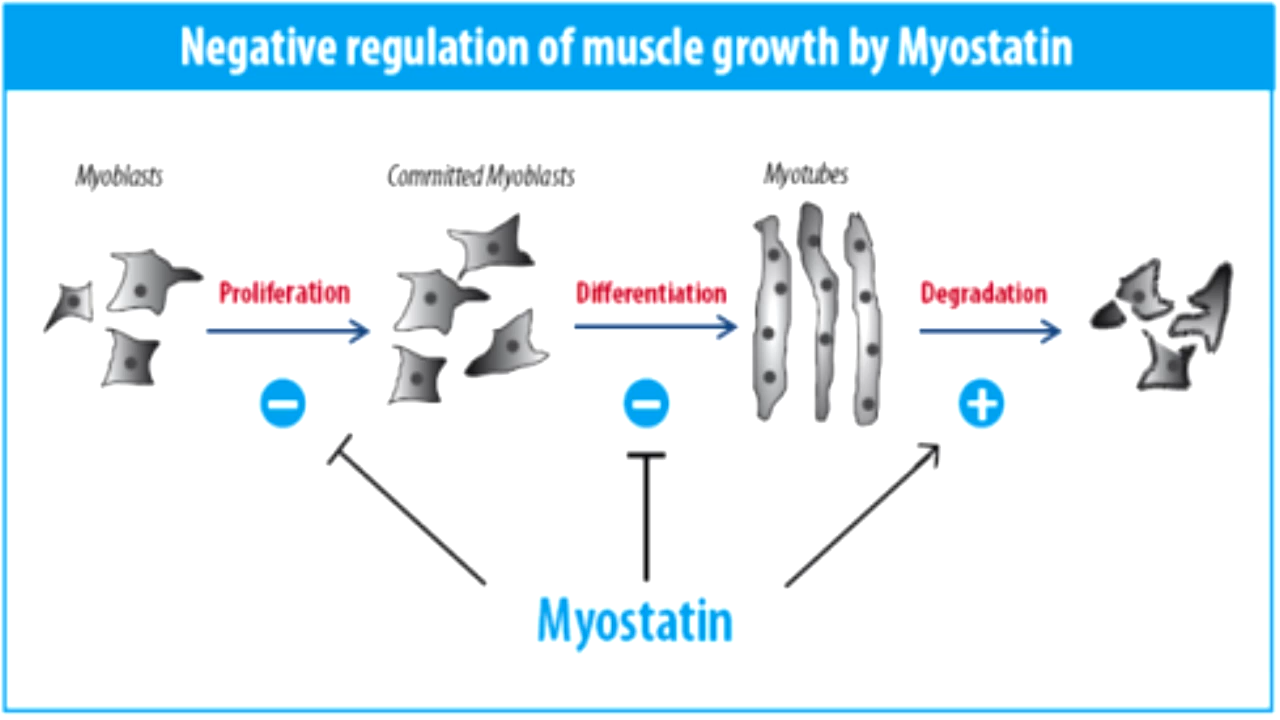 Negative regulation of muscle growth by Myostatin
Myoblasts
Committed Myoblasts
Myotubes
Proliferation
Differentiation
Degradation
Myostatin